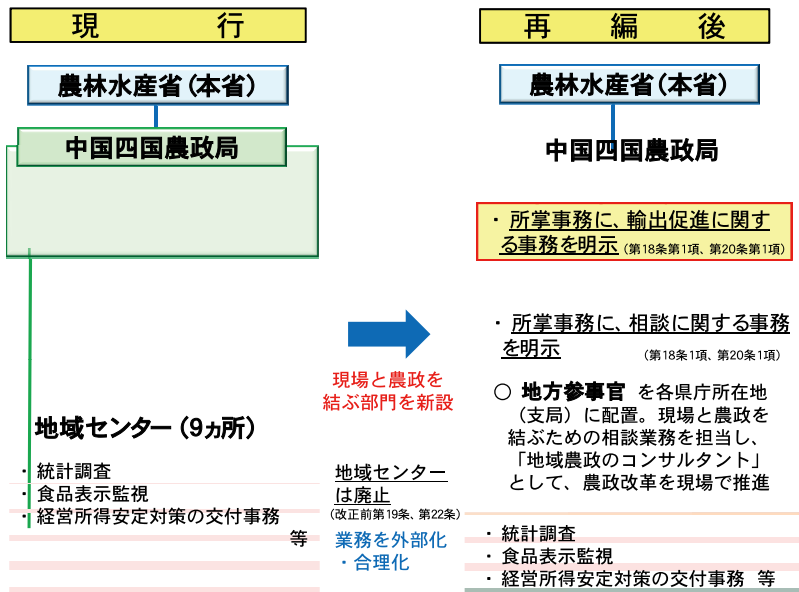 現　行
農林水産省（本省）
中国四国農政局
地域センター（9ヵ所）
・統計調査
・食品表示監視
・経営所得安定対策の交付事務
等
現場と農政を
結ぶ部門を新設
地域センター
は廃止
（改正前第19条、第22条）
業務を外部化
・合理化
再　編　後
農林水産省（本省）
中国四国農政局
・所掌事務に、輸出促進に関す
る事務を明示（第18条第1項、第20条第1項）
・所掌事務に、相談に関する事務
を明示　（第18条1項、第20条1項）
○ 地方参事官 を各県庁所在地
（支局）に配置。現場と農政を
結ぶための相談業務を担当し、
「地域農政のコンサルタント」
として、農政改革を現場で推進
・統計調査
・食品表示監視
・経営所得安定対策の交付事務　等